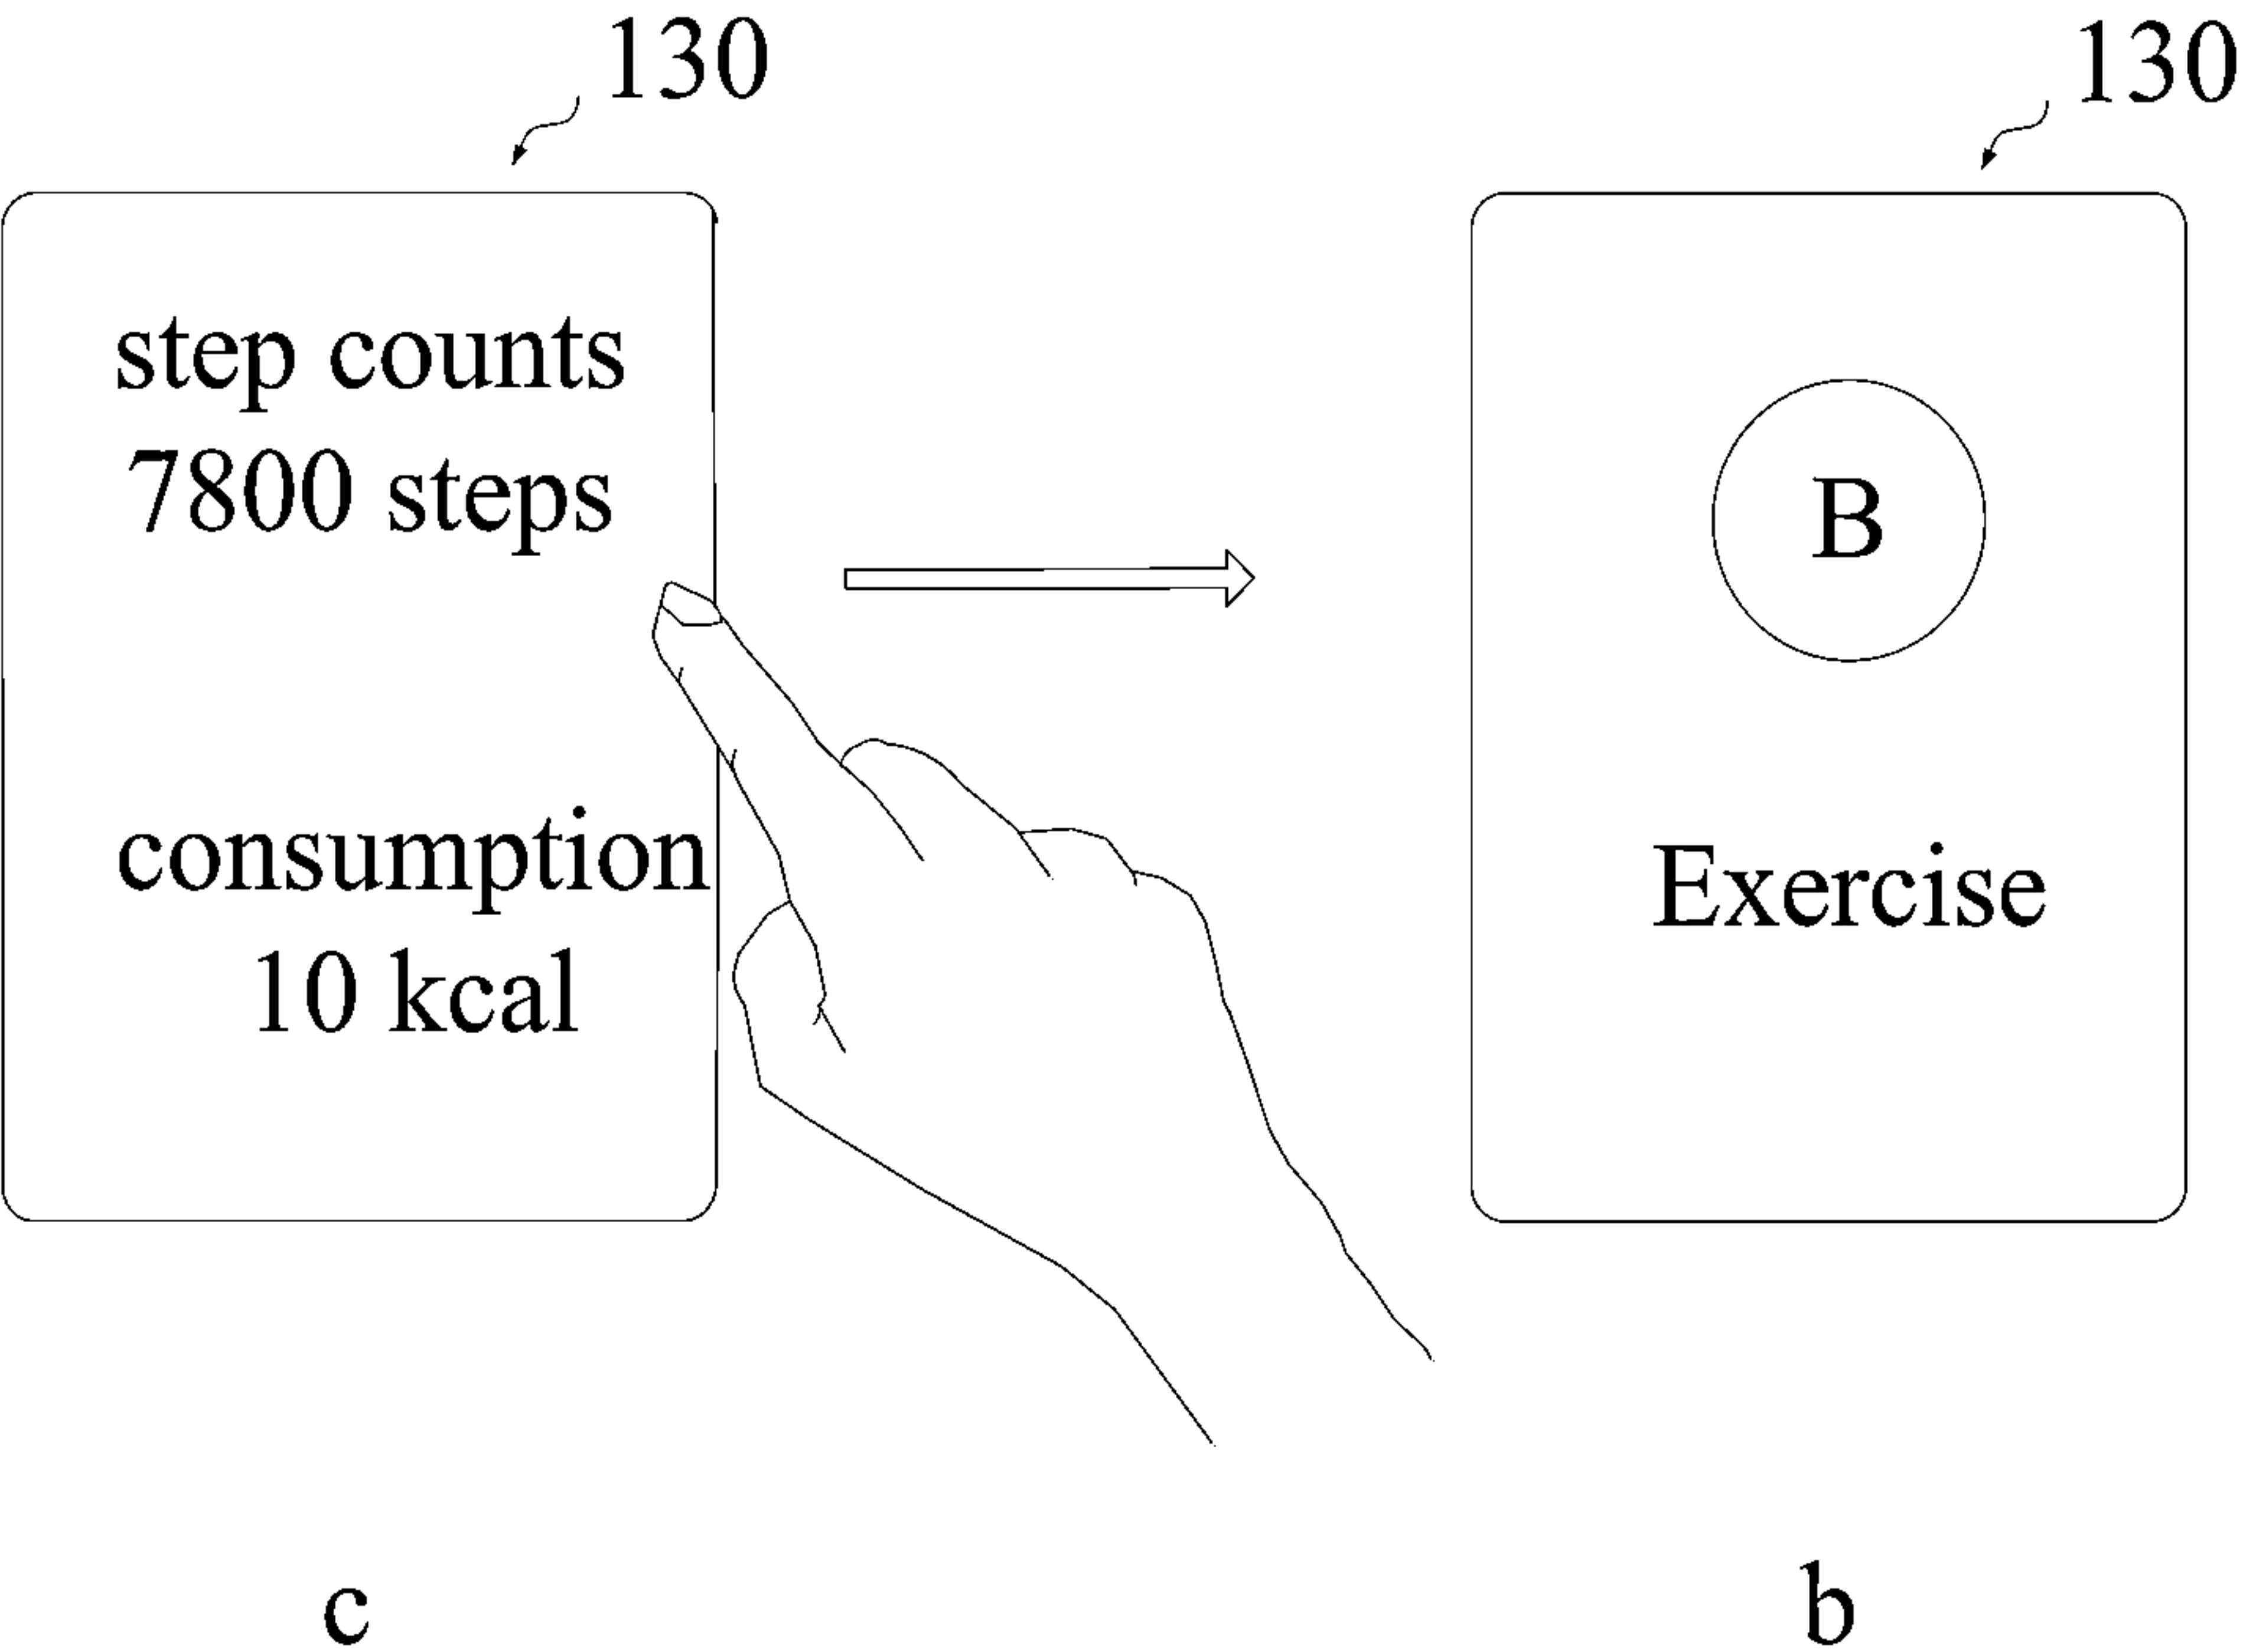 130
step counts
7800 steps
consumption
10 kcal
c
130
B
Exercise
b